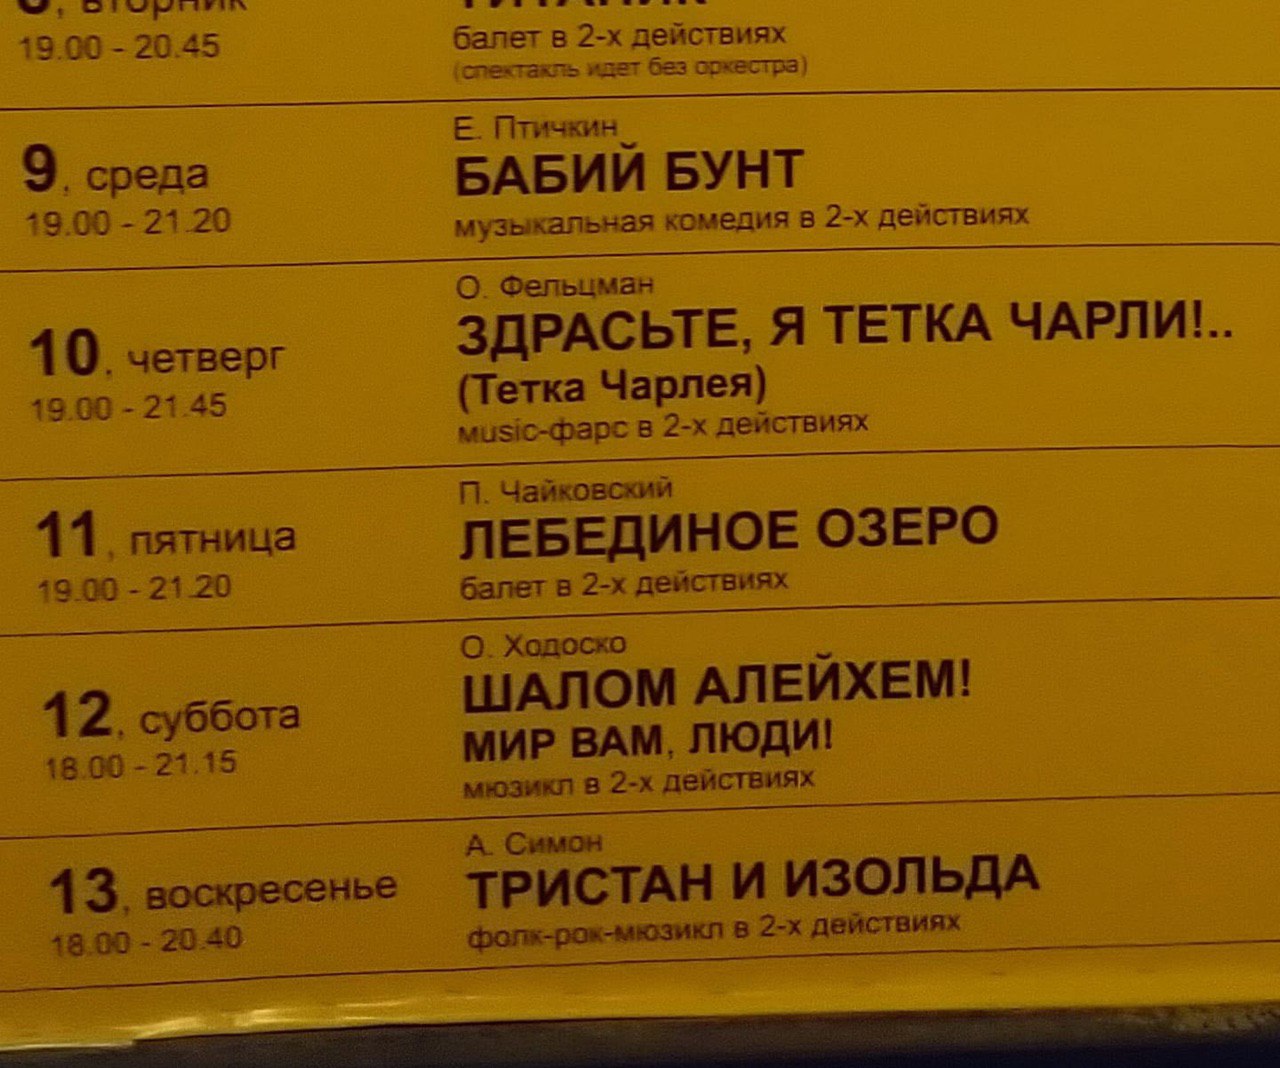 8, вторник
19.00 - 20.45
ТИТАНИК
балет в 2-х действиях
(спектакль идет без оркестра)
9, среда
19.00 - 21.20
Е. Птичкин
БАБИЙ БУНТ
музыкальная комедия в 2-х действиях
10, четверг
19.00 - 21.45
О. Фельцман
ЗДРАСЬТЕ, Я ТЕТКА ЧАРЛИ!..
(Тетка Чарлея)
music-фарс в 2-х действиях
11, пятница
19.00 - 21.20
П. Чайковский
ЛЕБЕДИНОЕ ОЗЕРО
балет в 2-х действиях
12, суббота
18.00 - 21.15
О. Ходоско
ШАЛОМ АЛЕЙХЕМ!
МИР ВАМ, ЛЮДИ!
мюзикл в 2-х действиях
13, воскресенье
18.00 - 20.40
А. Симон
ТРИСТАН И ИЗОЛЬДА
фолк-рок-мюзикл в 2-х действиях